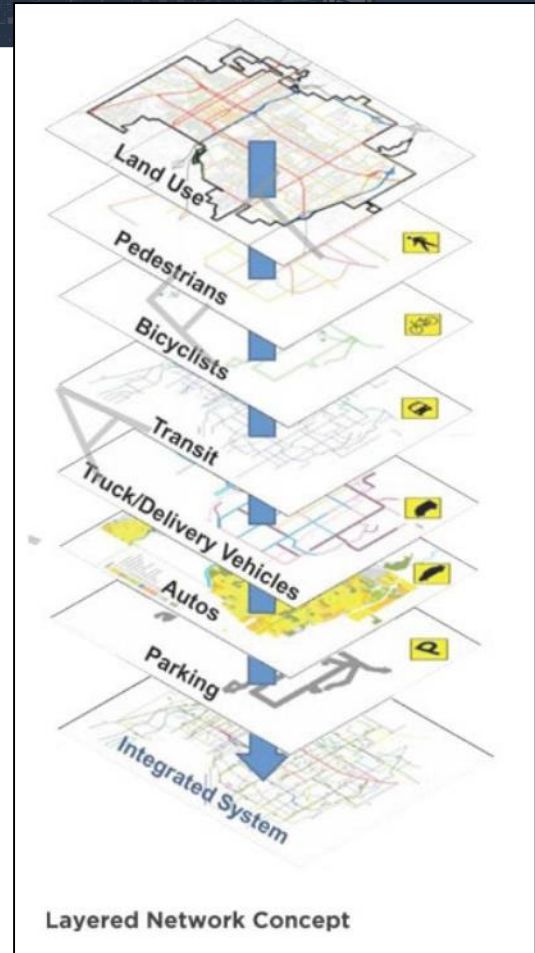 Land Use
Pedestrians
Bicyclists
Transit
Truck/Delivery Vehicles
Autos
Parking
P
Integrated System
Layered Network Concept